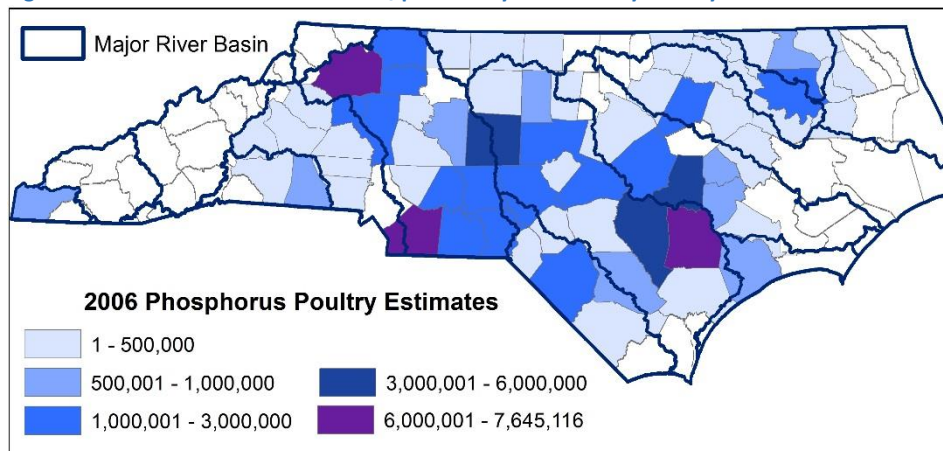 Major River Basin
2006 Phosphorus Poultry Estimates
1 - 500,000
500,001 - 1,000,000
1,000,001 - 3,000,000
3,000,001 - 6,000,000
6,000,001 - 7,645,116